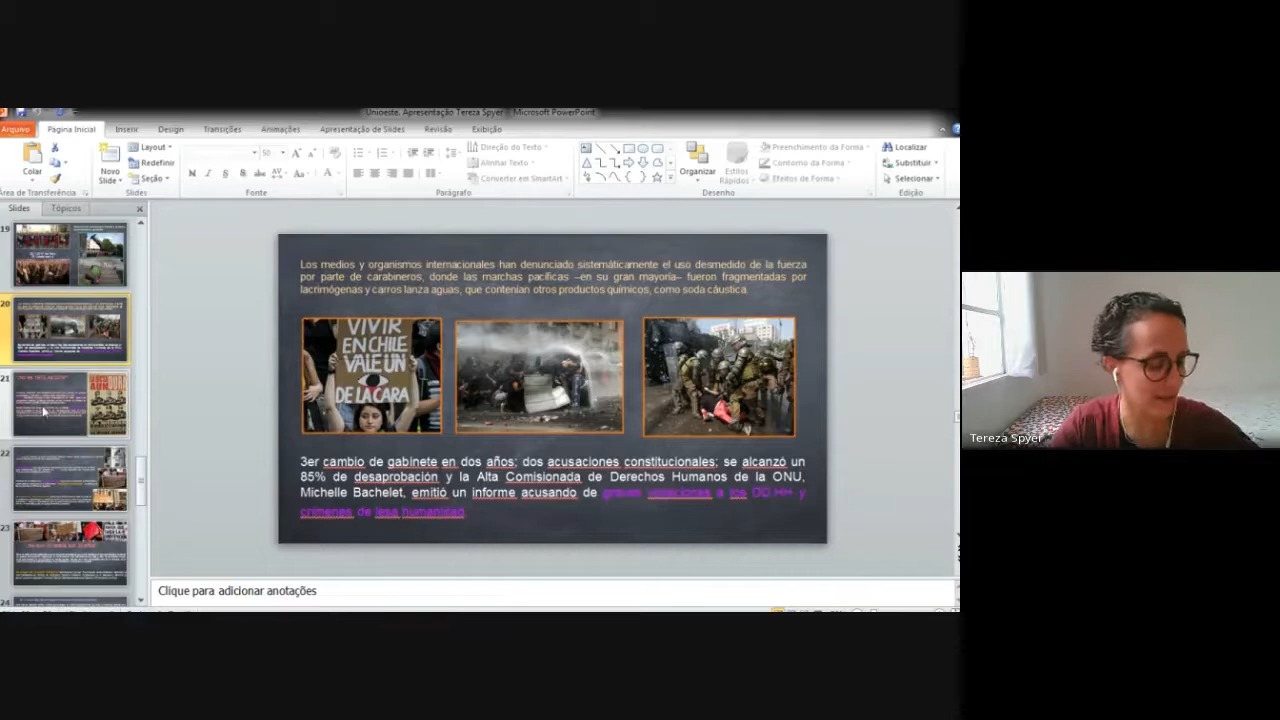 Unioeste. Apresentação Tereza Spyer - Microsoft PowerPoint
Arquivo Página Inicial Inserir Design Transições Animações Apresentação de Slides Revisão Exibição
Colar
Novo Slide
Layout
Redefinir
Seção
50
Direção do Texto
Alinhar Texto
Converter em SmartArt
Organizar
Estilos Rápidos
Preenchimento da Forma
Contorno da Forma
Efeitos de Forma
Localizar
Substituir
Selecionar
Área de Transferência Slides Fonte Parágrafo Desenho Edição
Slides Tópicos
19
20
21
22
23
24
Los medios y organismos internacionales han denunciado sistemáticamente el uso desmedido de la fuerza
por parte de carabineros, donde las marchas pacíficas –en su gran mayoría– fueron fragmentadas por
lacrimógenas y carros lanza aguas, que contenían otros productos químicos, como soda cáustica.
VIVIR
EN CHILE
VALE UN
DE LA CARA
3er cambio de gabinete en dos años; dos acusaciones constitucionales; se alcanzó un
85% de desaprobación y la Alta Comisionada de Derechos Humanos de la ONU,
Michelle Bachelet, emitió un informe acusando de graves violaciones a los DD.HH y
crímenes de lesa humanidad.
Clique para adicionar anotações
Tereza Spyer